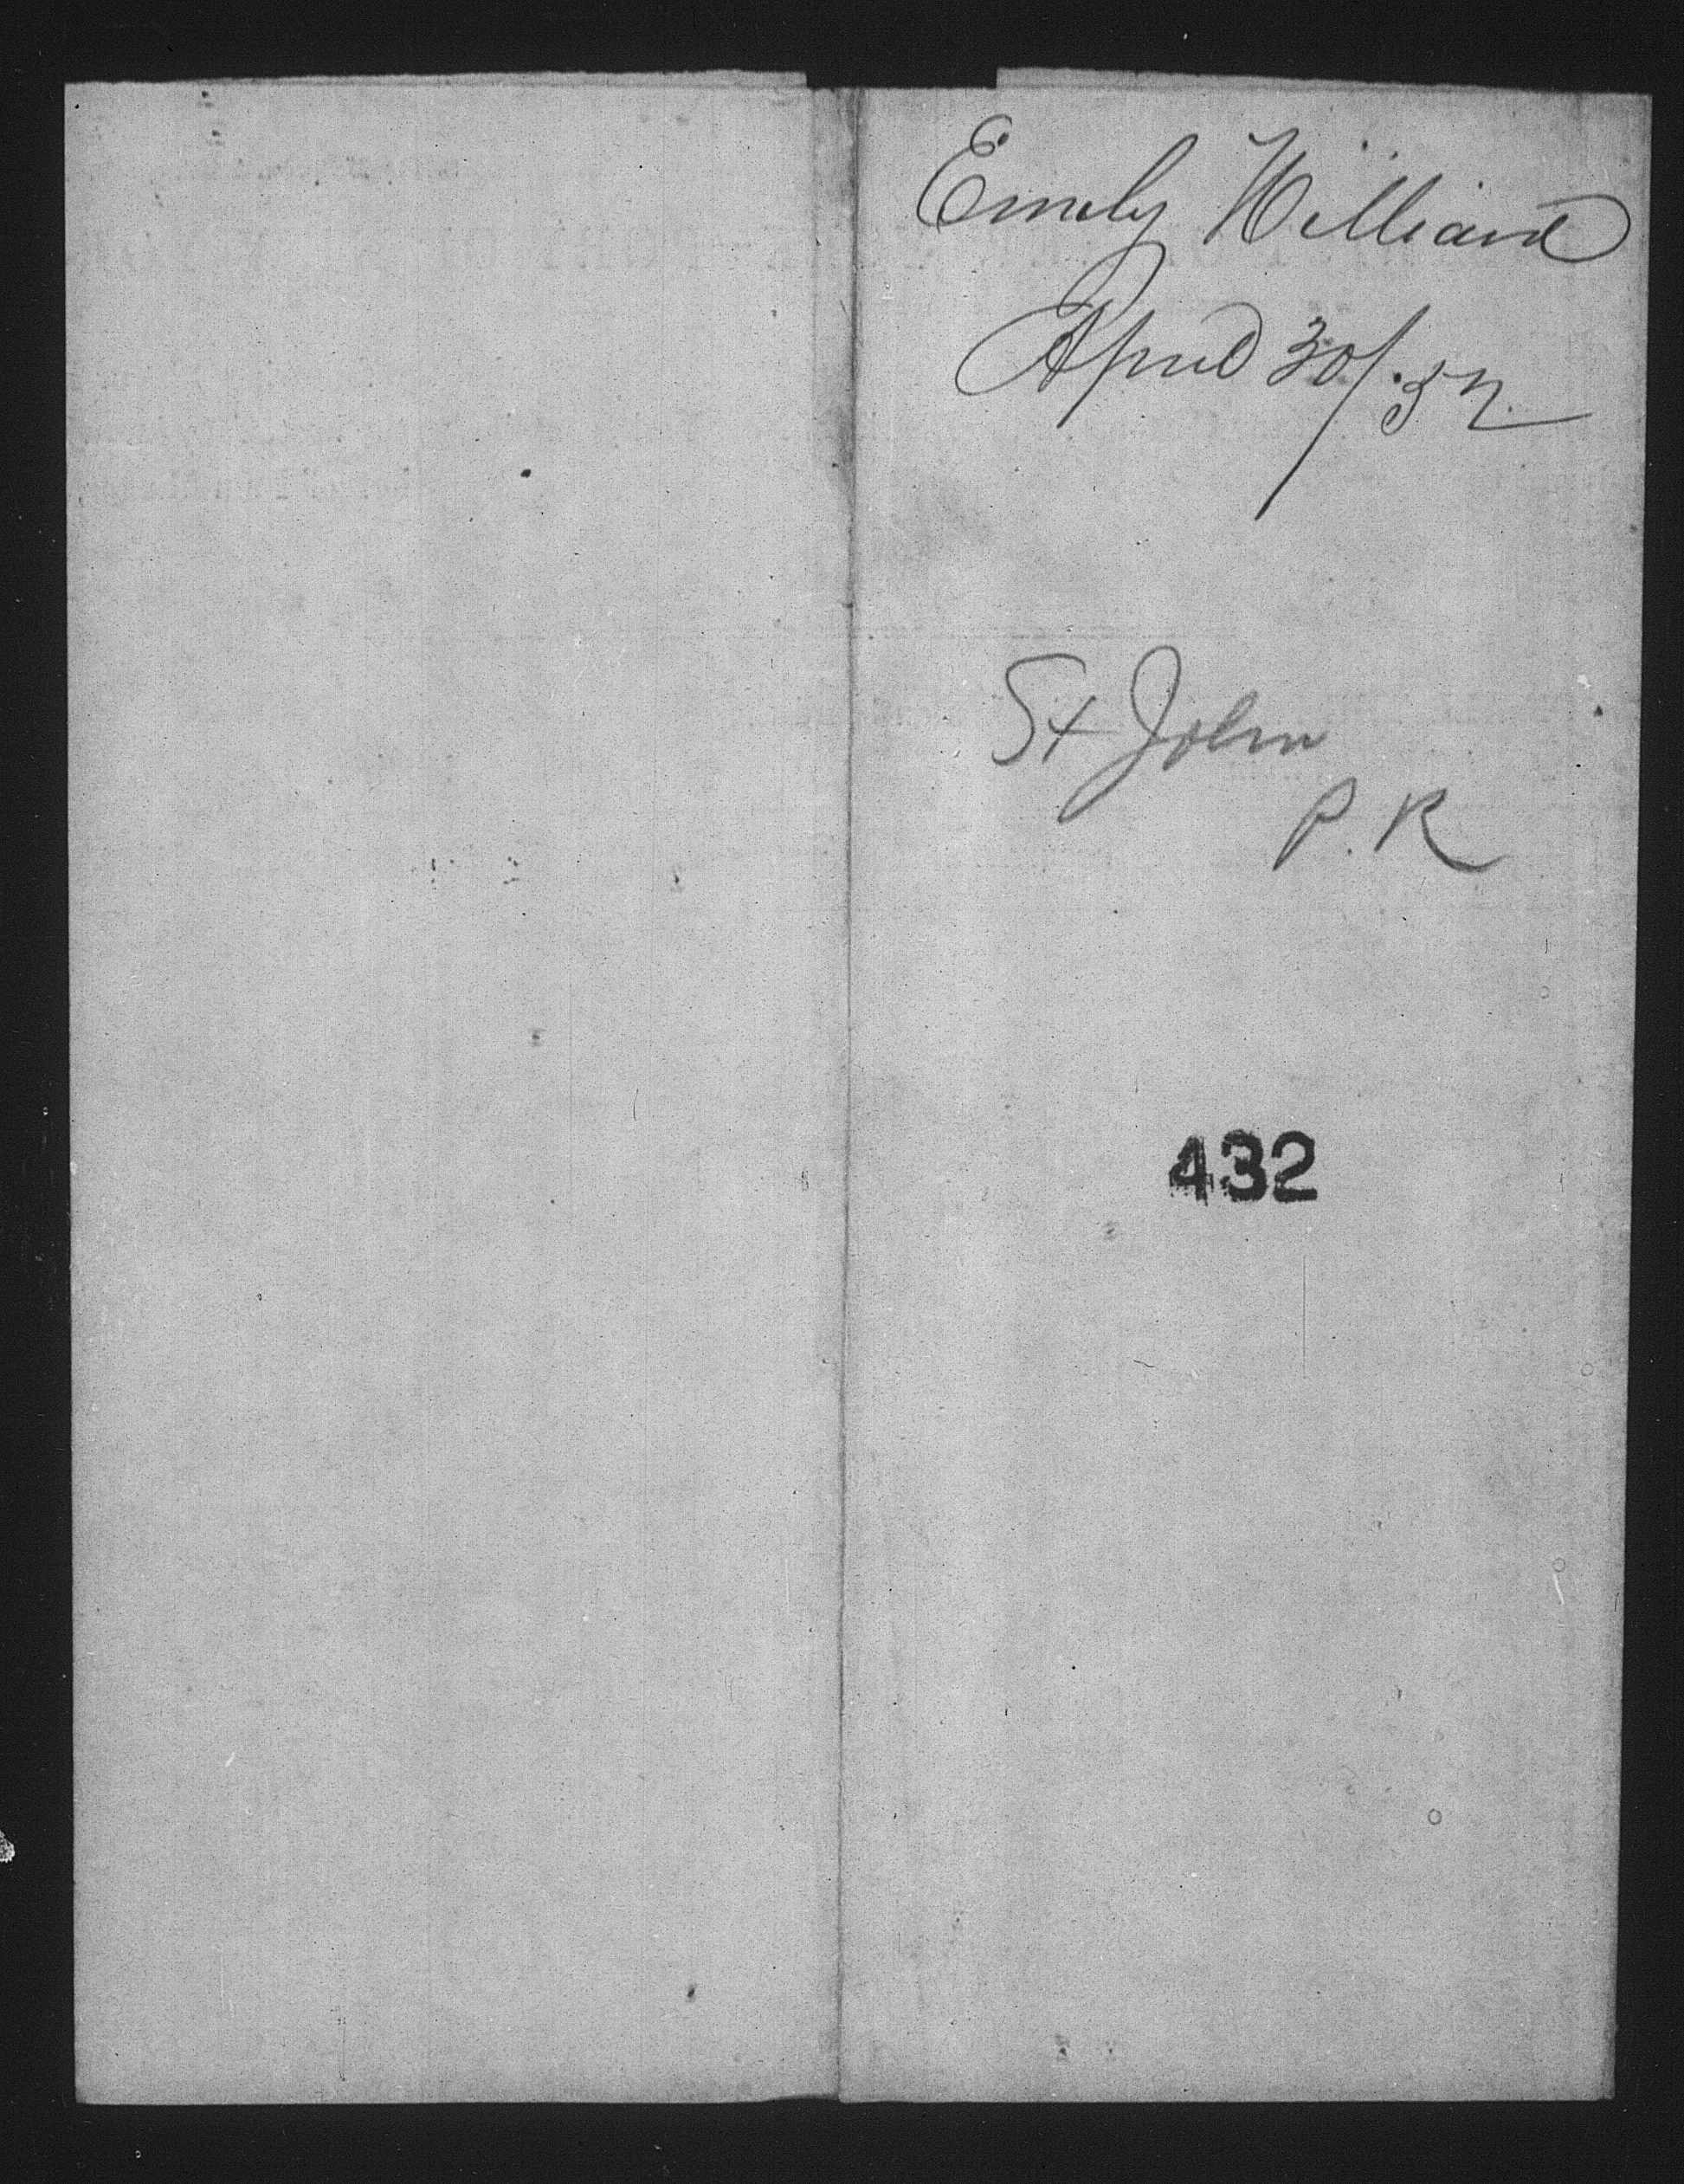 Emily Williams
April 30/52
St John
P. R
432